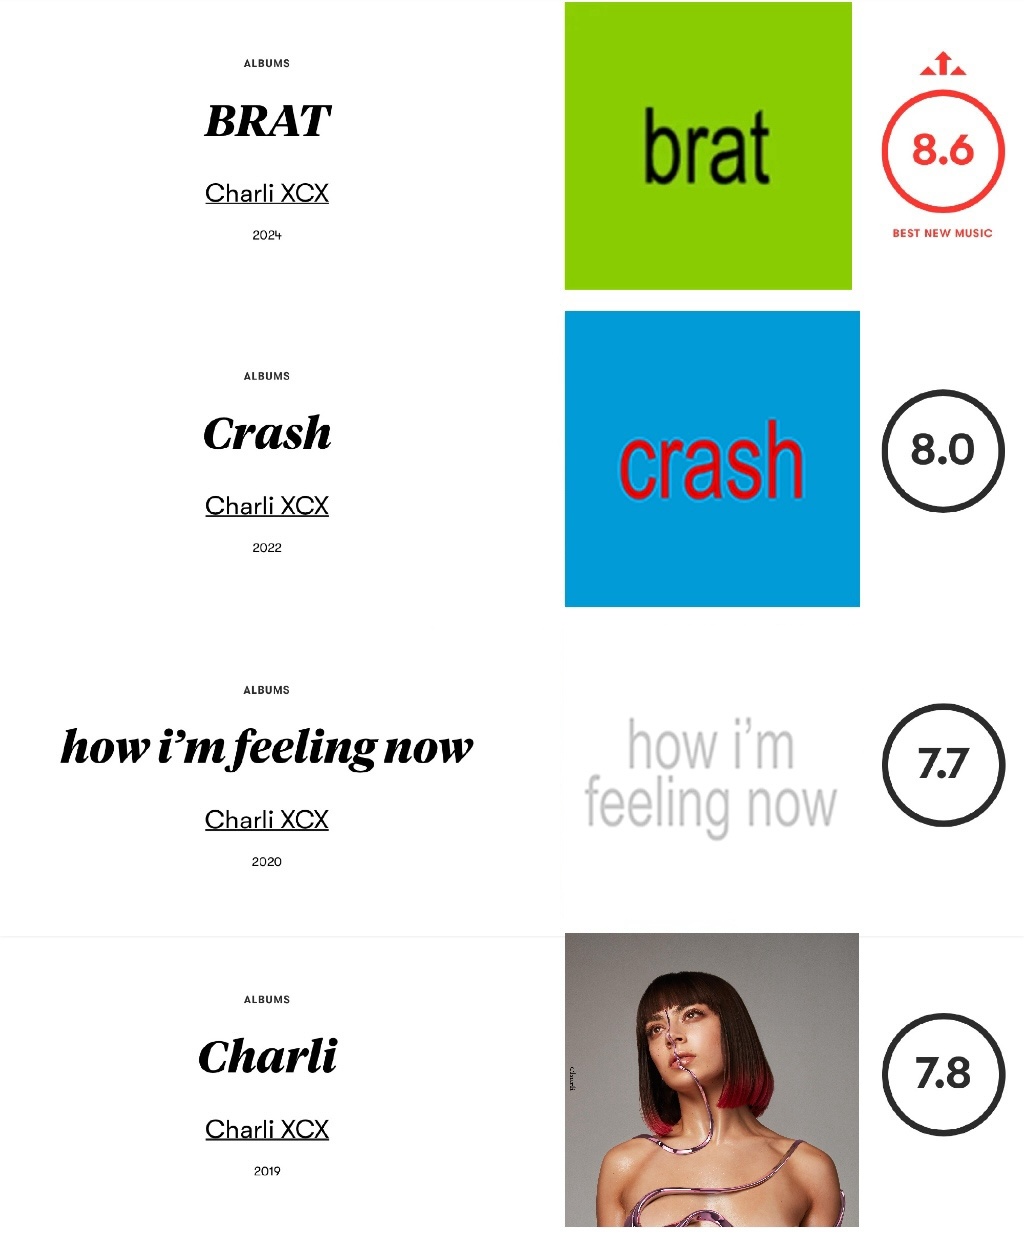 ALBUMS
BRAT
Charli XCX
2024
brat
8.6
BEST NEW MUSIC
ALBUMS
Crash
Charli XCX
2022
crash
8.0
ALBUMS
how i’m feeling now
Charli XCX
2020
how i’m
feeling now
7.7
ALBUMS
Charli
Charli XCX
2019
Charli
7.8